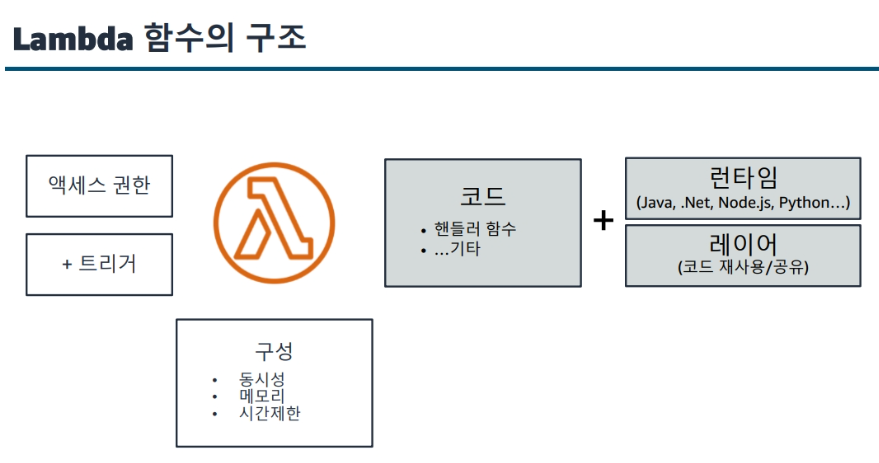 Lambda 함수의 구조
액세스 권한
+ 트리거
코드
• 핸들러 함수
• ...기타
+
런타임
(Java, .Net, Node.js, Python...)
레이어
(코드 재사용/공유)
구성
• 동시성
• 메모리
• 시간제한